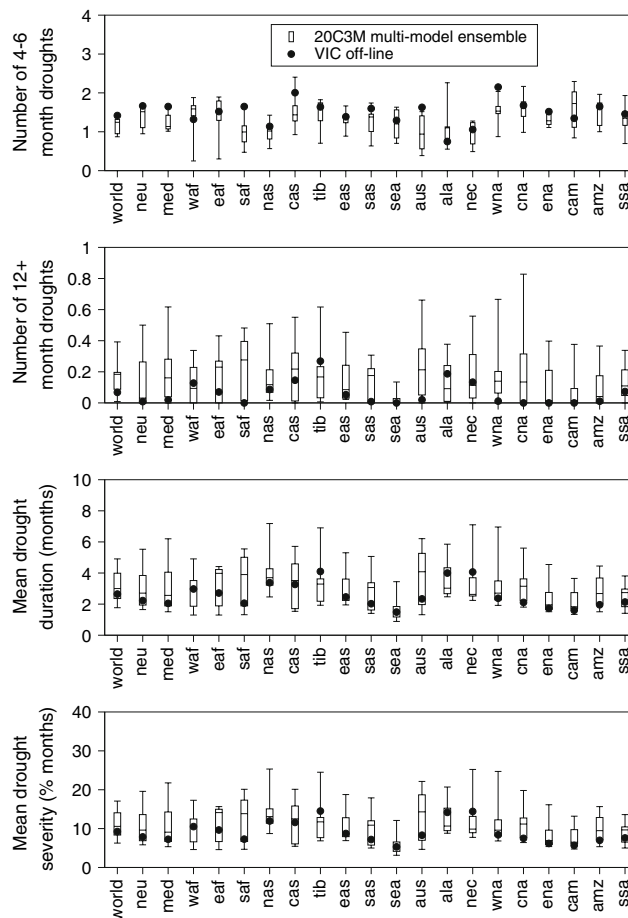 Number of 4-6
month droughts
4
3
2
1
0
20C3M multi-model ensemble
VIC off-line
world neu med waf eaf saf nas cas tib eas sas sea aus ala nec wna cna ena cam amz ssa
Number of 12+
month droughts
1
0.8
0.6
0.4
0.2
0
world neu med waf eaf saf nas cas tib eas sas sea aus ala nec wna cna ena cam amz ssa
Mean drought
duration (months)
10
8
6
4
2
0
world neu med waf eaf saf nas cas tib eas sas sea aus ala nec wna cna ena cam amz ssa
Mean drought
severity (% months)
40
30
20
10
0
world neu med waf eaf saf nas cas tib eas sas sea aus ala nec wna cna ena cam amz ssa